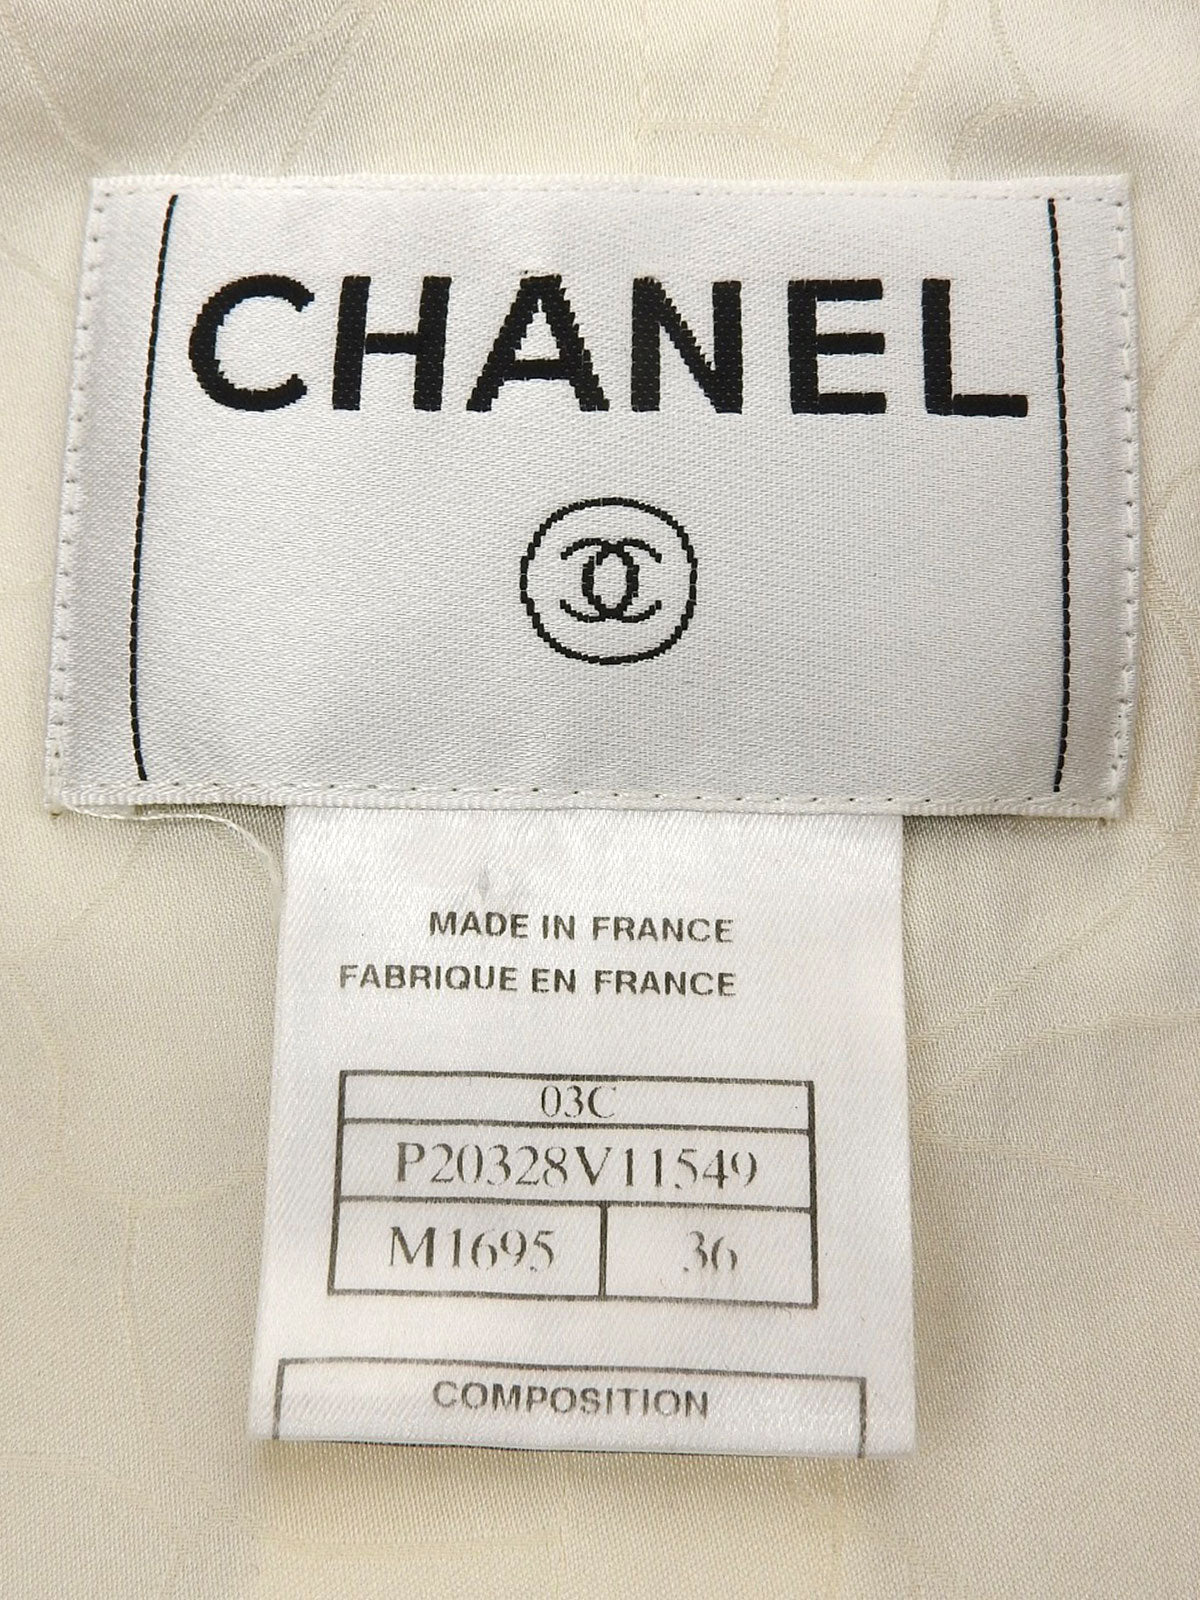 CHANEL
MADE IN FRANCE
FABRIQUE EN FRANCE
03C
P20328V11549
M1695 36
COMPOSITION